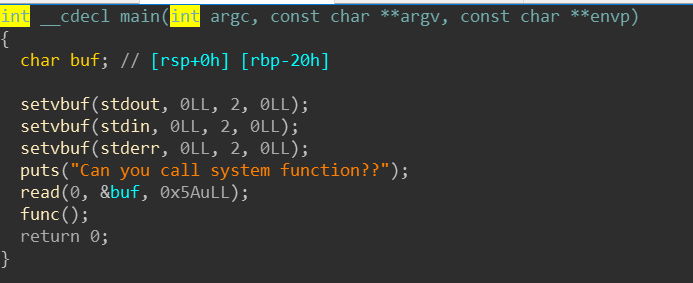 int __cdecl main(int argc, const char **argv, const char **envp)
{
  char buf; // [rsp+0h] [rbp-20h]

  setvbuf(stdout, 0LL, 2, 0LL);
  setvbuf(stdin, 0LL, 2, 0LL);
  setvbuf(stderr, 0LL, 2, 0LL);
  puts("Can you call system function??");
  read(0, &buf, 0x5AuLL);
  func();
  return 0;
}